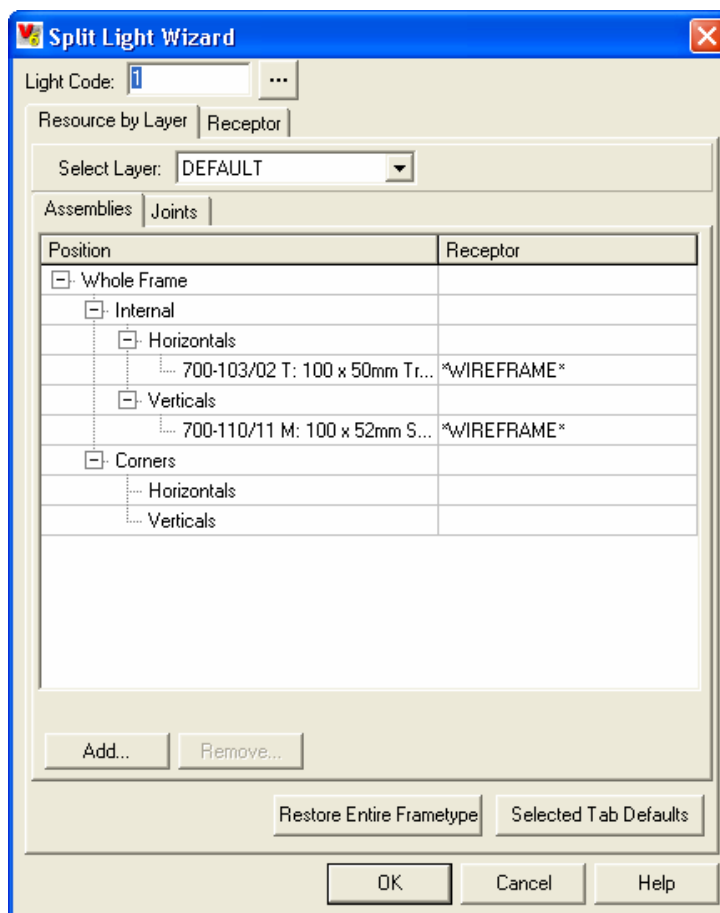 Split Light Wizard
Light Code: 1 ...
Resource by Layer Receptor
Select Layer: DEFAULT
Assemblies Joints
Position Receptor
Whole Frame
Internal
Horizontals
700-103/02 T: 100 x 50mm Tr... *WIREFRAME*
Verticals
700-110/11 M: 100 x 52mm S... *WIREFRAME*
Corners
Horizontals
Verticals
Add... Remove...
Restore Entire Frametype Selected Tab Defaults
OK Cancel Help